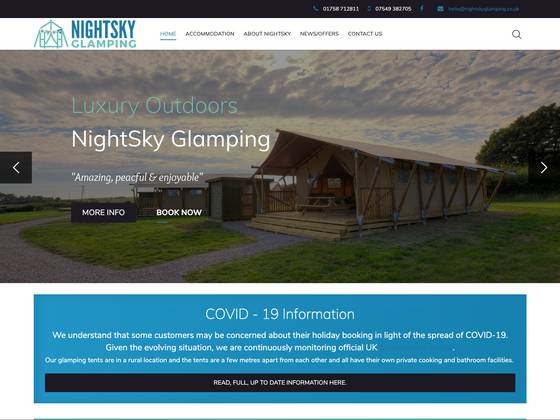 01758 712811 07549 382705 hello@nightskyglamping.co.uk
NIGHTSKY
GLAMPING
HOME ACCOMMODATION ABOUT NIGHTSKY NEWS/OFFERS CONTACT US
Luxury Outdoors
NightSky Glamping
"Amazing, peacful & enjoyable"
MORE INFO BOOK NOW
COVID - 19 Information
We understand that some customers may be concerned about their holiday booking in light of the spread of COVID-19.
Given the evolving situation, we are continuously monitoring official UK .
Our glamping tents are in a rural location and the tents are a few metres apart from each other and all have their own private cooking and bathroom facilities.
READ, FULL, UP TO DATE INFORMATION HERE.